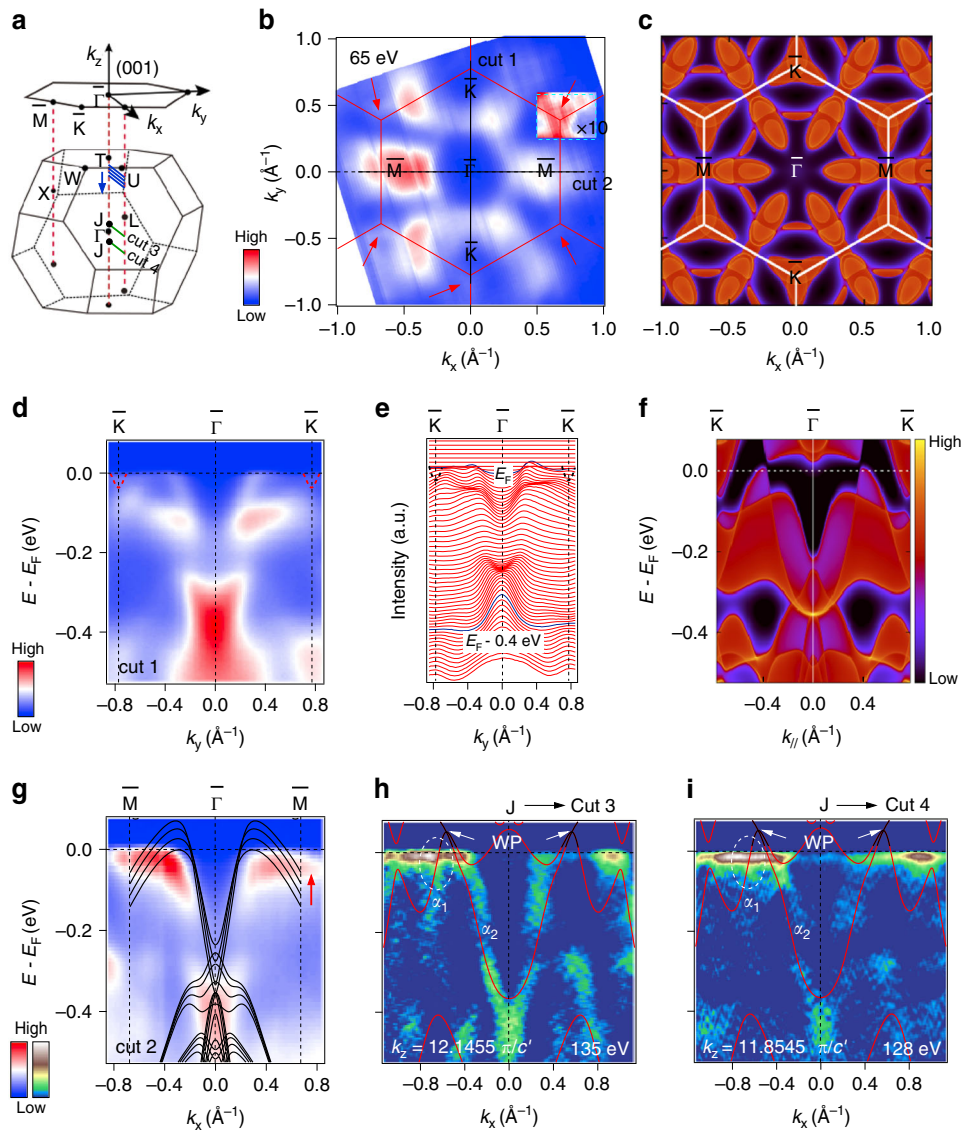 a
k_z
(001)
Γ̅
M̅
K̅
k_x
k_y
T
W
U
X
J
L
Γ
J
cut 3
cut 4
b
65 eV
cut 1
K̅
×10
M̅
Γ̅
M̅
cut 2
K̅
1.0
0.5
0.0
−0.5
−1.0
k_y (Å⁻¹)
High
Low
−1.0 −0.5 0.0 0.5 1.0
k_x (Å⁻¹)
c
K̅
M̅
Γ̅
M̅
K̅
−1.0 −0.5 0.0 0.5 1.0
k_x (Å⁻¹)
d
K̅ Γ̅ K̅
0.0
−0.2
−0.4
E - E_F (eV)
cut 1
High
Low
−0.8 −0.4 0.0 0.4 0.8
k_y (Å⁻¹)
e
K̅ Γ̅ K̅
Intensity (a.u.)
E_F
E_F - 0.4 eV
−0.8 −0.4 0.0 0.4 0.8
k_y (Å⁻¹)
f
K̅ Γ̅ K̅
High
0.0
−0.2
−0.4
E - E_F (eV)
Low
−0.4 0.0 0.4
k_// (Å⁻¹)
g
M̅ Γ̅ M̅
0.0
−0.2
−0.4
E - E_F (eV)
cut 2
High
Low
−0.8 −0.4 0.0 0.4 0.8
k_x (Å⁻¹)
h
J → Cut 3
WP
α₁
α₂
k_z = 12.1455 π/c′
135 eV
−0.8 −0.4 0.0 0.4 0.8
k_x (Å⁻¹)
i
J → Cut 4
WP
α₁
α₂
k_z = 11.8545 π/c′
128 eV
−0.8 −0.4 0.0 0.4 0.8
k_x (Å⁻¹)